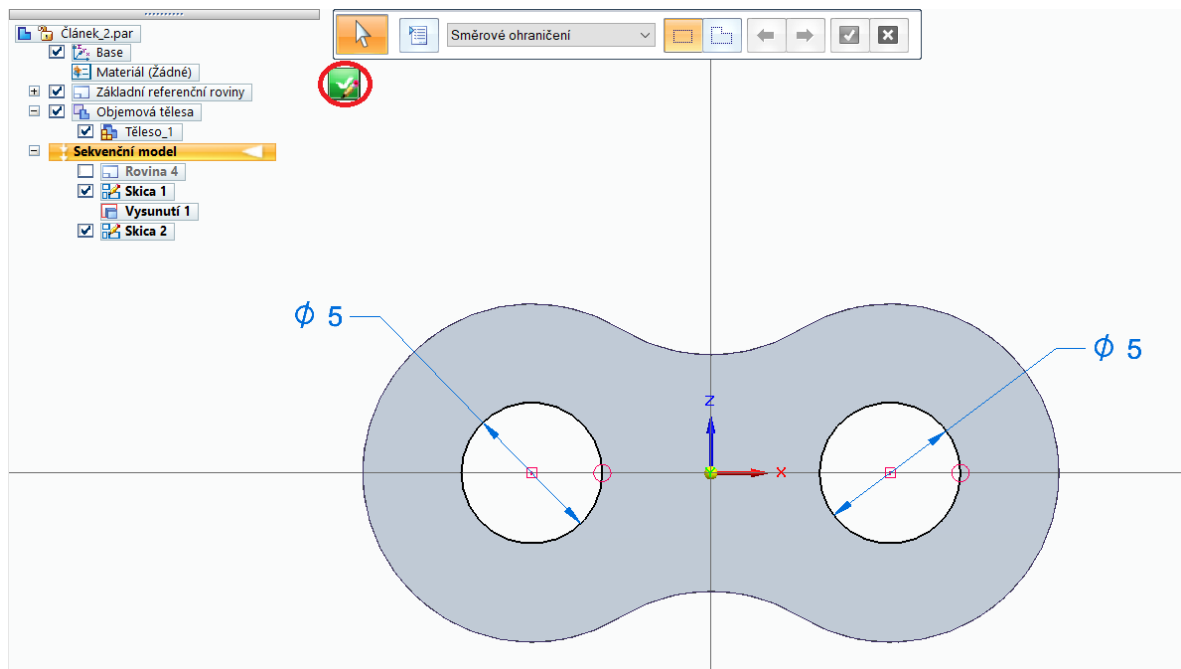 Článek_2.par
Base
Materiál (Žádné)
Základní referenční roviny
Objemová tělesa
Těleso_1
Sekvenční model
Rovina 4
Skica 1
Vysunutí 1
Skica 2
Směrové ohraničení
ϕ 5
ϕ 5
Z
X